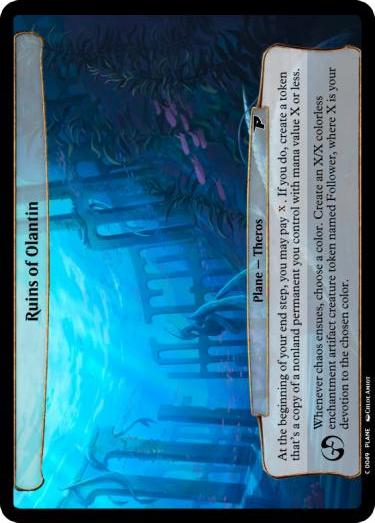 Ruins of Olantin
Plane — Theros
At the beginning of your end step, you may pay X. If you do, create a token
that's a copy of a nonland permanent you control with mana value X or less.
Whenever chaos ensues, choose a color. Create an X/X colorless
enchantment artifact creature token named Follower, where X is your
devotion to the chosen color.
C 0049 PLANE Chloe Amiot